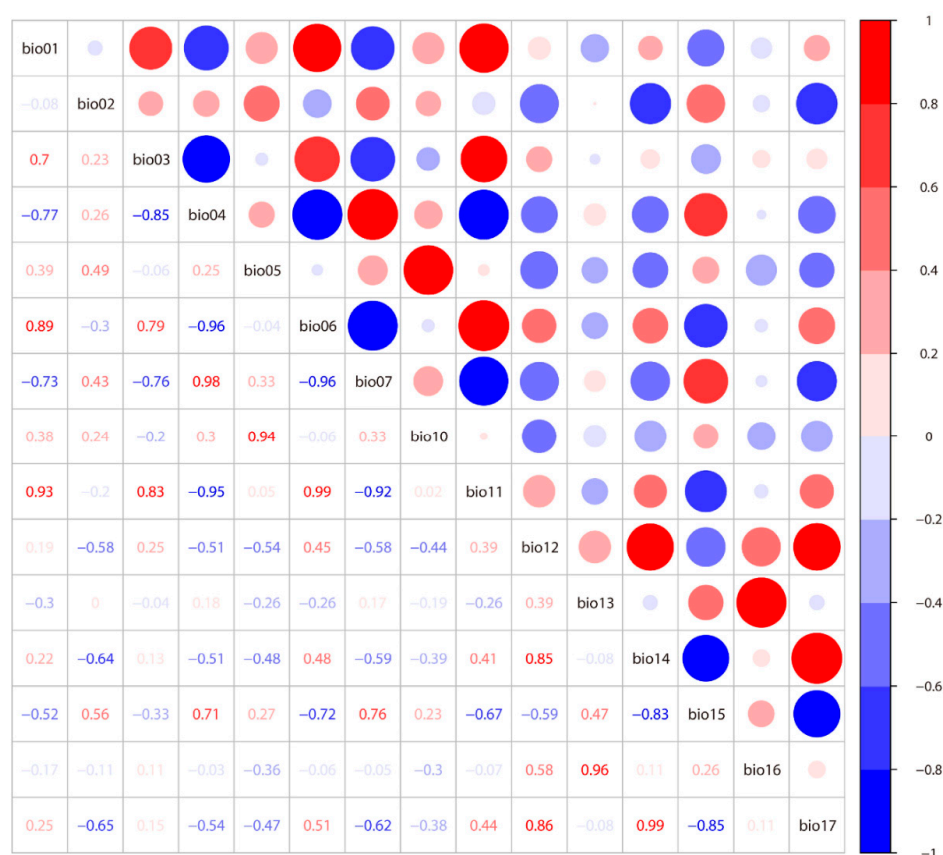 bio01
−0.08 bio02
0.7 0.23 bio03
−0.77 0.26 −0.85 bio04
0.39 0.49 −0.06 0.25 bio05
0.89 −0.3 0.79 −0.96 −0.04 bio06
−0.73 0.43 −0.76 0.98 0.33 −0.96 bio07
0.38 0.24 −0.2 0.3 0.94 −0.06 0.33 bio10
0.93 −0.2 0.83 −0.95 0.05 0.99 −0.92 0.02 bio11
0.19 −0.58 0.25 −0.51 −0.54 0.45 −0.58 −0.44 0.39 bio12
−0.3 0 −0.04 0.18 −0.26 −0.26 0.17 −0.19 −0.26 0.39 bio13
0.22 −0.64 0.13 −0.51 −0.48 0.48 −0.59 −0.39 0.41 0.85 −0.08 bio14
−0.52 0.56 −0.33 0.71 0.27 −0.72 0.76 0.23 −0.67 −0.59 0.47 −0.83 bio15
−0.17 −0.11 0.11 −0.03 −0.36 −0.06 −0.05 −0.3 −0.07 0.58 0.96 0.11 0.26 bio16
0.25 −0.65 0.15 −0.54 −0.47 0.51 −0.62 −0.38 0.44 0.86 −0.08 0.99 −0.85 0.11 bio17
1
0.8
0.6
0.4
0.2
0
−0.2
−0.4
−0.6
−0.8
−1